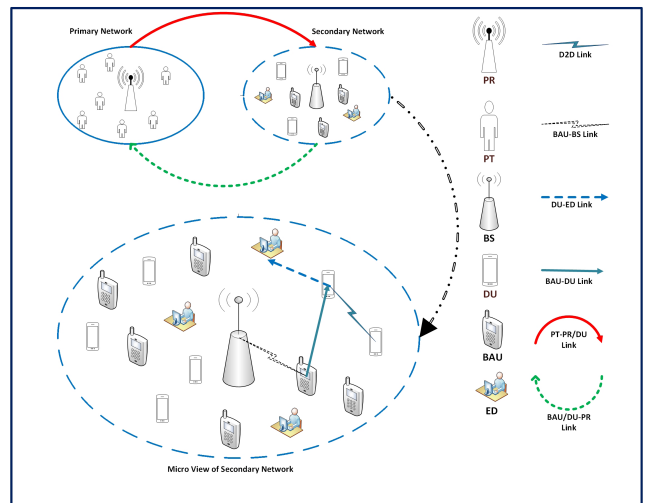 Primary Network
Secondary Network
PR
D2D Link
PT
BAU-BS Link
BS
DU-ED Link
DU
BAU-DU Link
BAU
PT-PR/DU
Link
ED
BAU/DU-PR
Link
Micro View of Secondary Network